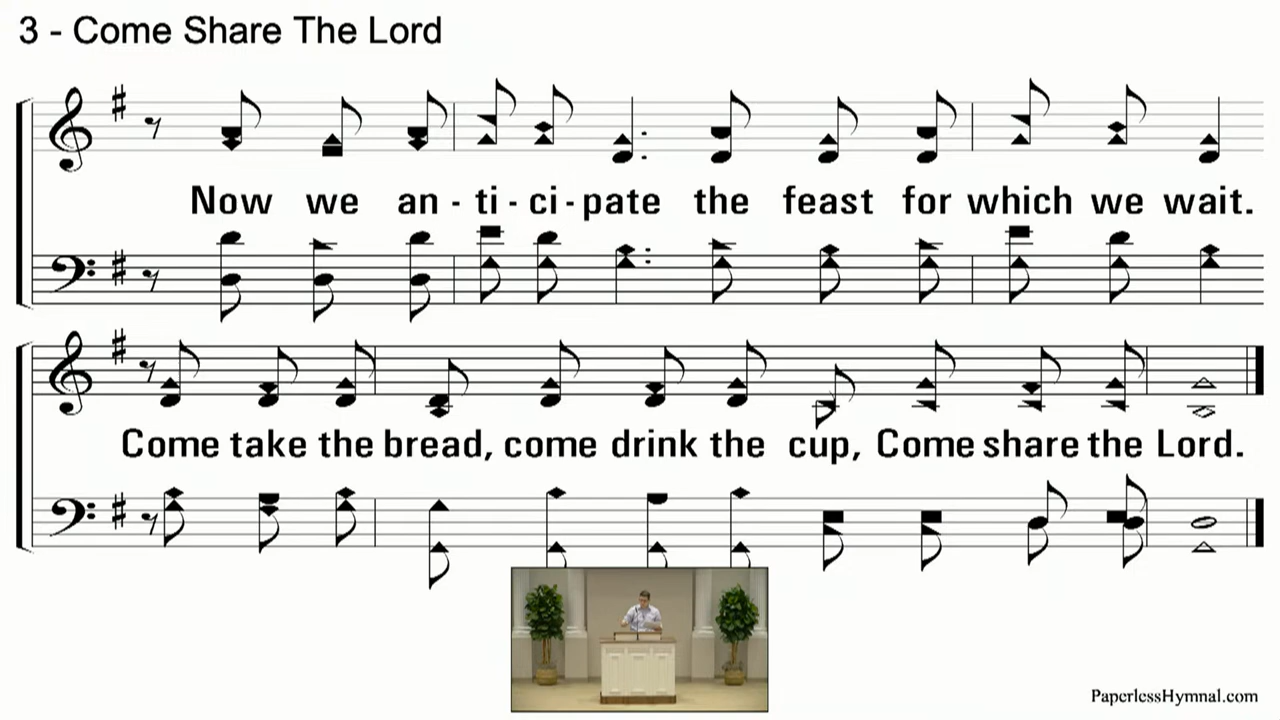 3 - Come Share The Lord
Now we an - ti - ci - pate the feast for which we wait.
Come take the bread, come drink the cup, Come share the Lord.
PaperlessHymnal.com